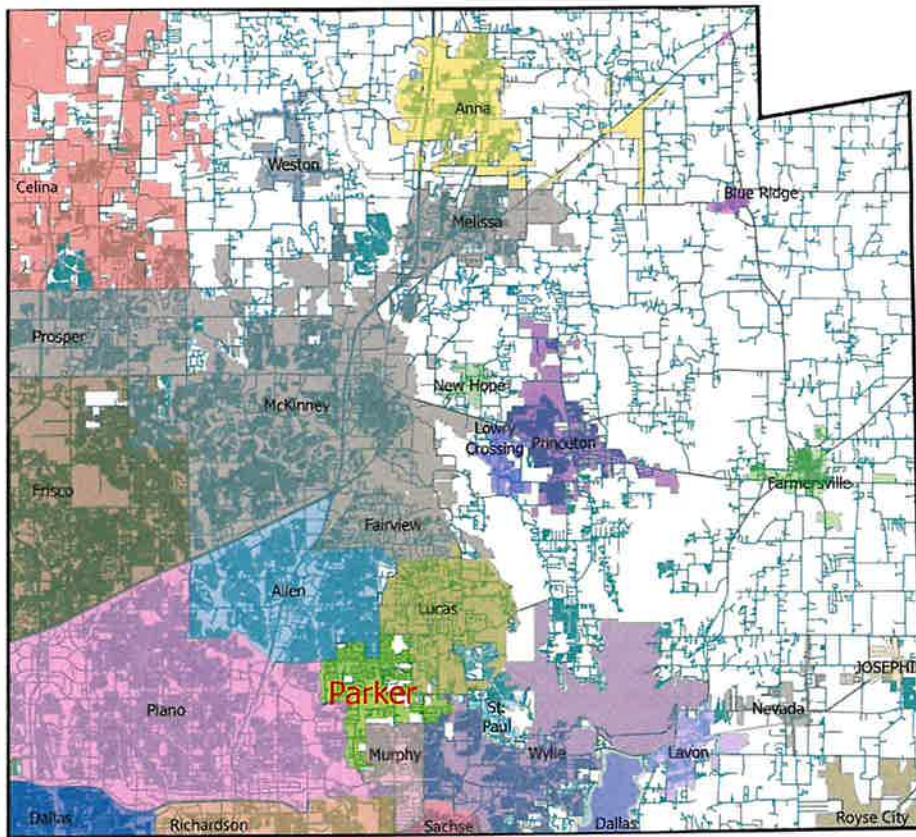 Anna
Weston
Celina
Blue Ridge
Melissa
Prosper
New Hope
McKinney
Lowry
Crossing
Princeton
Farmersville
Frisco
Fairview
Allen
Lucas
JOSEPHI
Parker
Plano
St.
Paul
Nevada
Murphy
Wylie
Lavon
Dallas
Richardson
Sachse
Dallas
Royse City